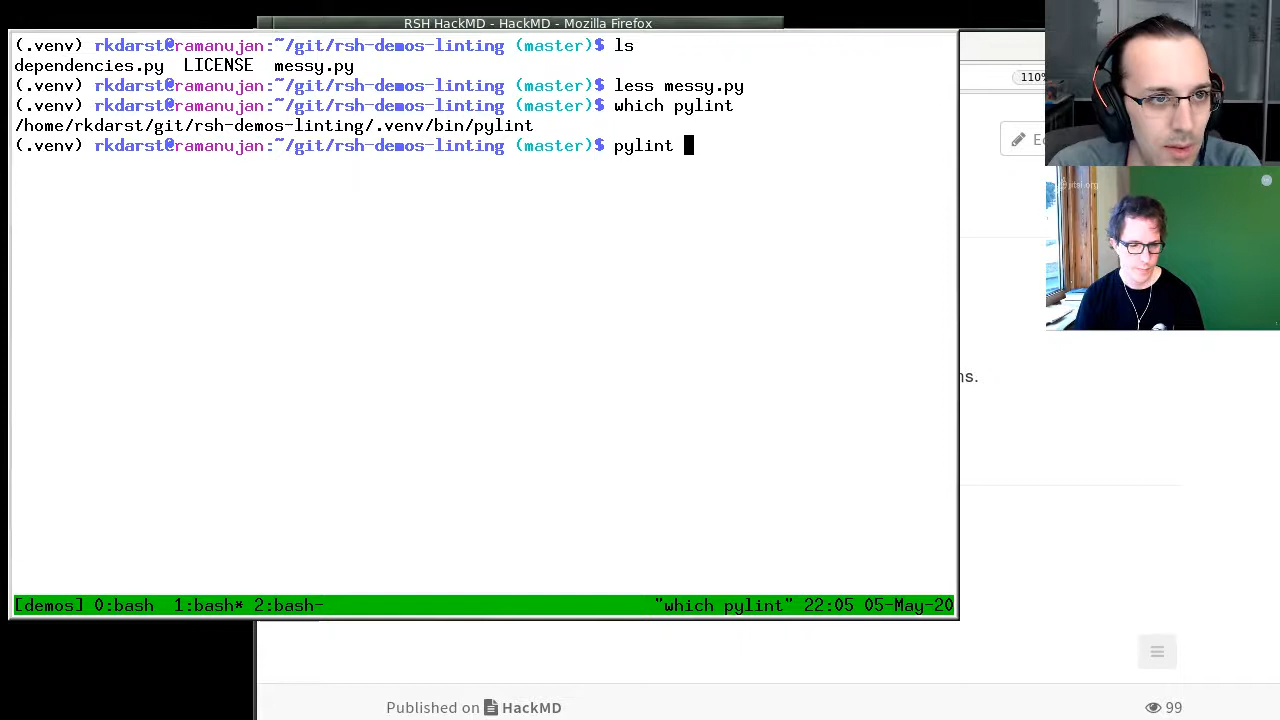 RSH HackMD - HackMD - Mozilla Firefox
(.venv) rkdarst@ramanujan:~/git/rsh-demos-linting (master)$ ls
dependencies.py  LICENSE  messy.py
(.venv) rkdarst@ramanujan:~/git/rsh-demos-linting (master)$ less messy.py
(.venv) rkdarst@ramanujan:~/git/rsh-demos-linting (master)$ which pylint
/home/rkdarst/git/rsh-demos-linting/.venv/bin/pylint
(.venv) rkdarst@ramanujan:~/git/rsh-demos-linting (master)$ pylint
[demos] 0:bash  1:bash* 2:bash-
"which pylint" 22:05 05-May-20
110%
jitsi.org
ns.
Published on HackMD
99